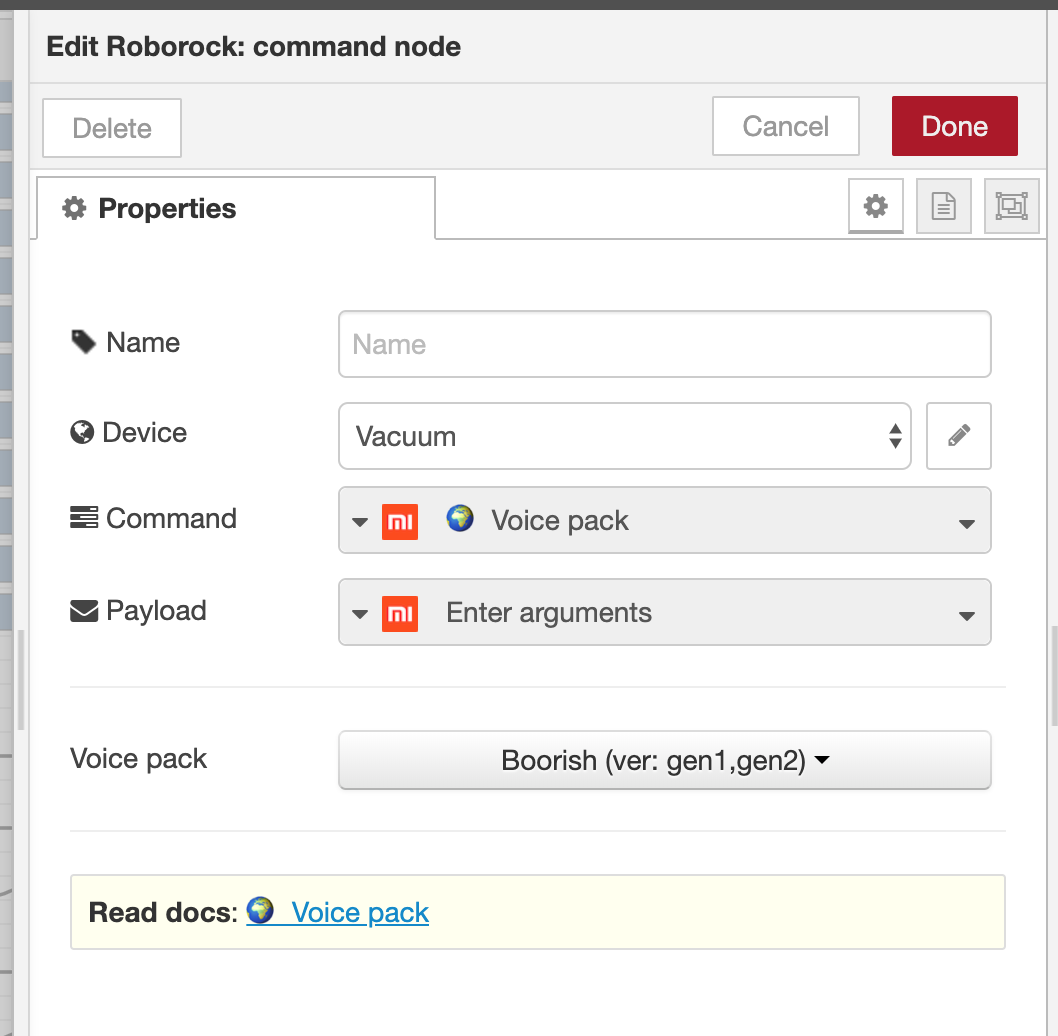 Edit Roborock: command node
Delete
Cancel
Done
Properties
Name
Name
Device
Vacuum
Command
mi
Voice pack
Payload
mi
Enter arguments
Voice pack
Boorish (ver: gen1,gen2)
Read docs: Voice pack